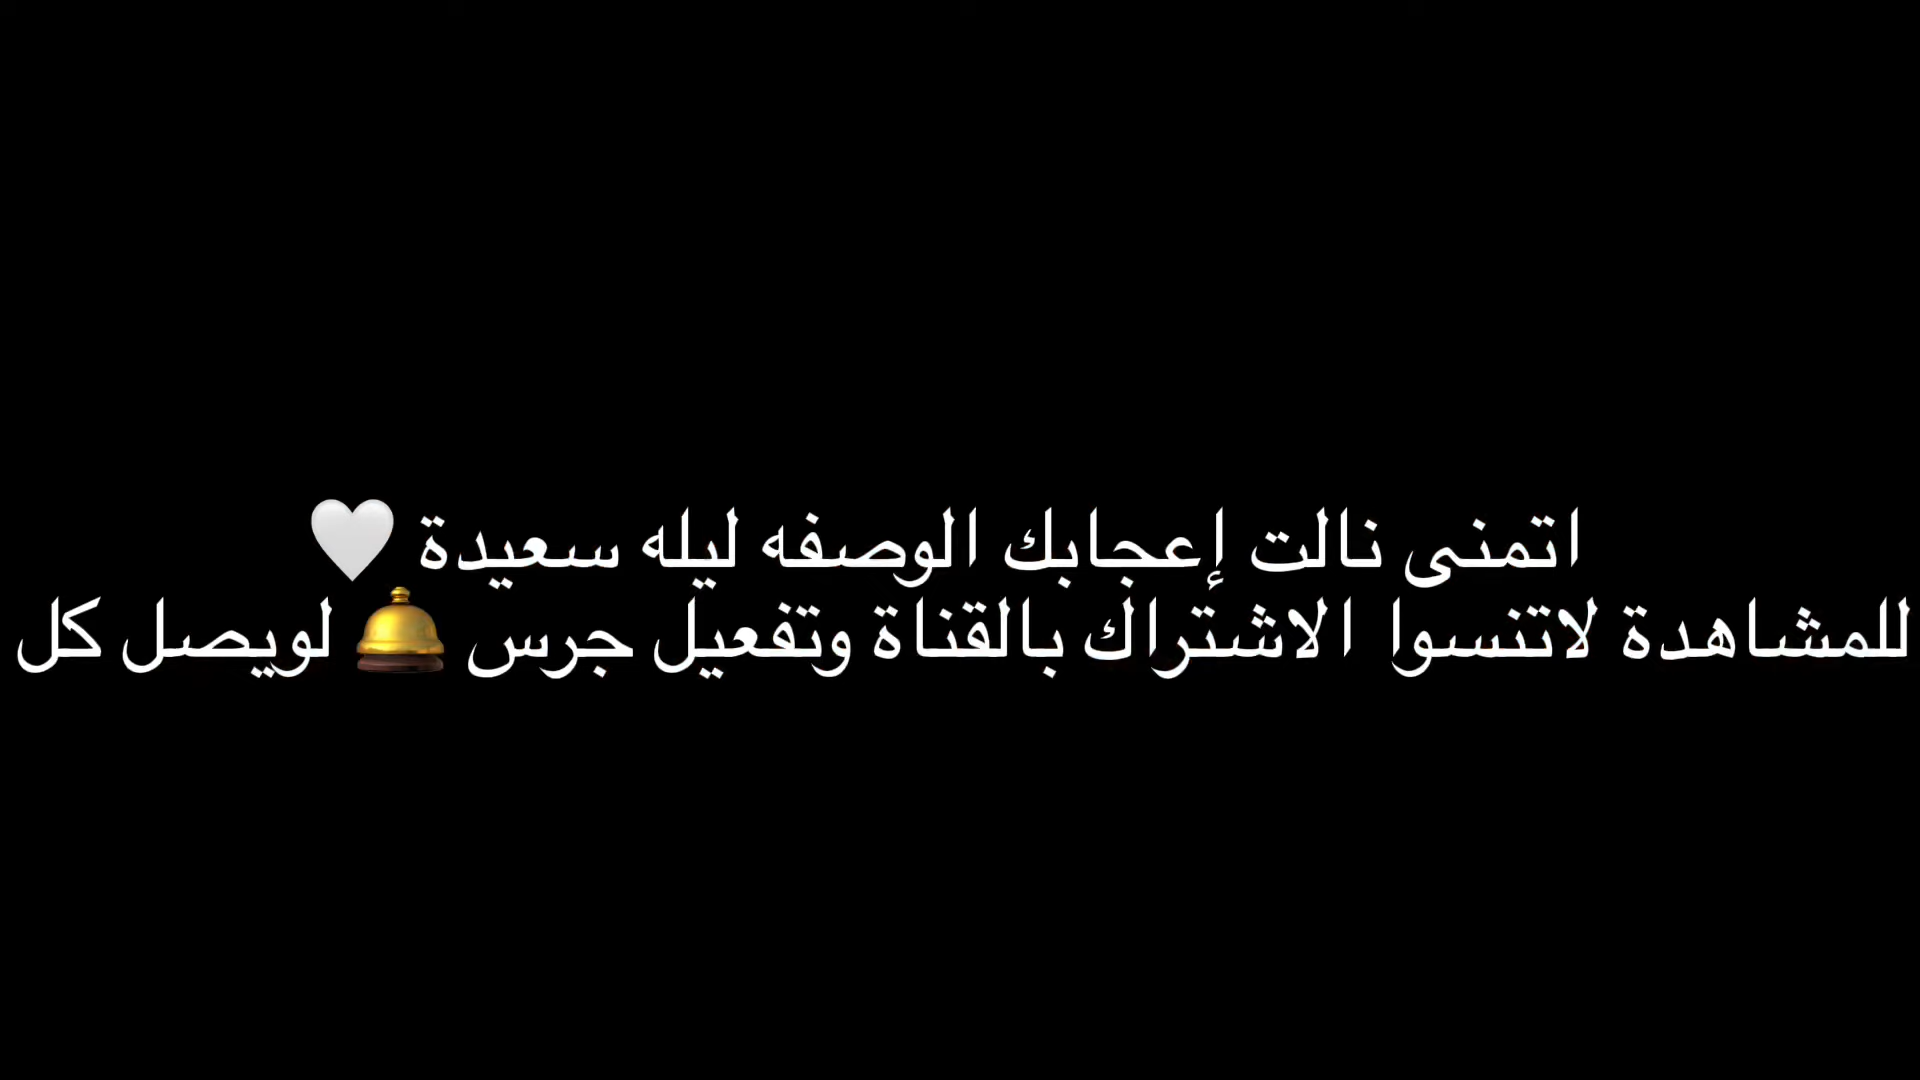 اتمنى نالت إعجابك الوصفه ليله سعيدة 🤍
للمشاهدة لاتنسوا الاشتراك بالقناة وتفعيل جرس 🛎 لويصل كل